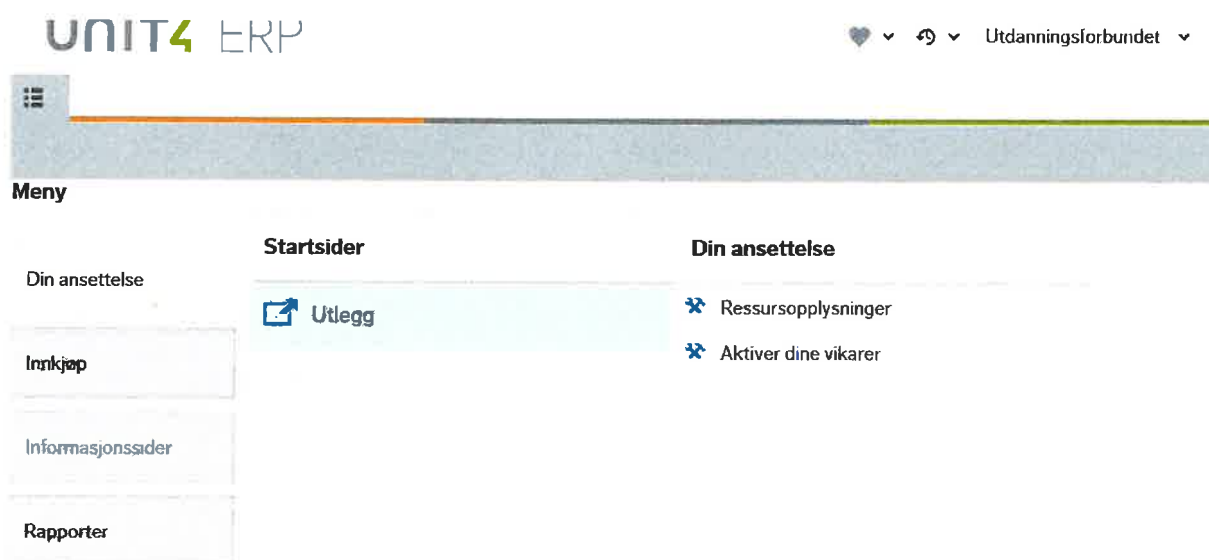 UNIT4 ERP
Utdanningsforbundet
Meny
Din ansettelse
Innkjøp
Informasjonssider
Rapporter
Startsider
Utlegg
Din ansettelse
Ressursopplysninger
Aktiver dine vikarer